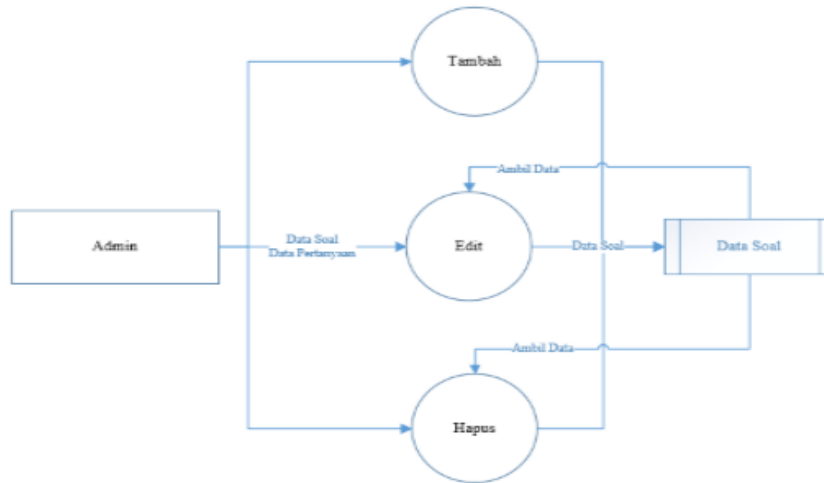 Tambah
Ambil Data
Admin
Data Soal
Data Pertanyaan
Edit
Data Soal
Data Soal
Ambil Data
Hapus